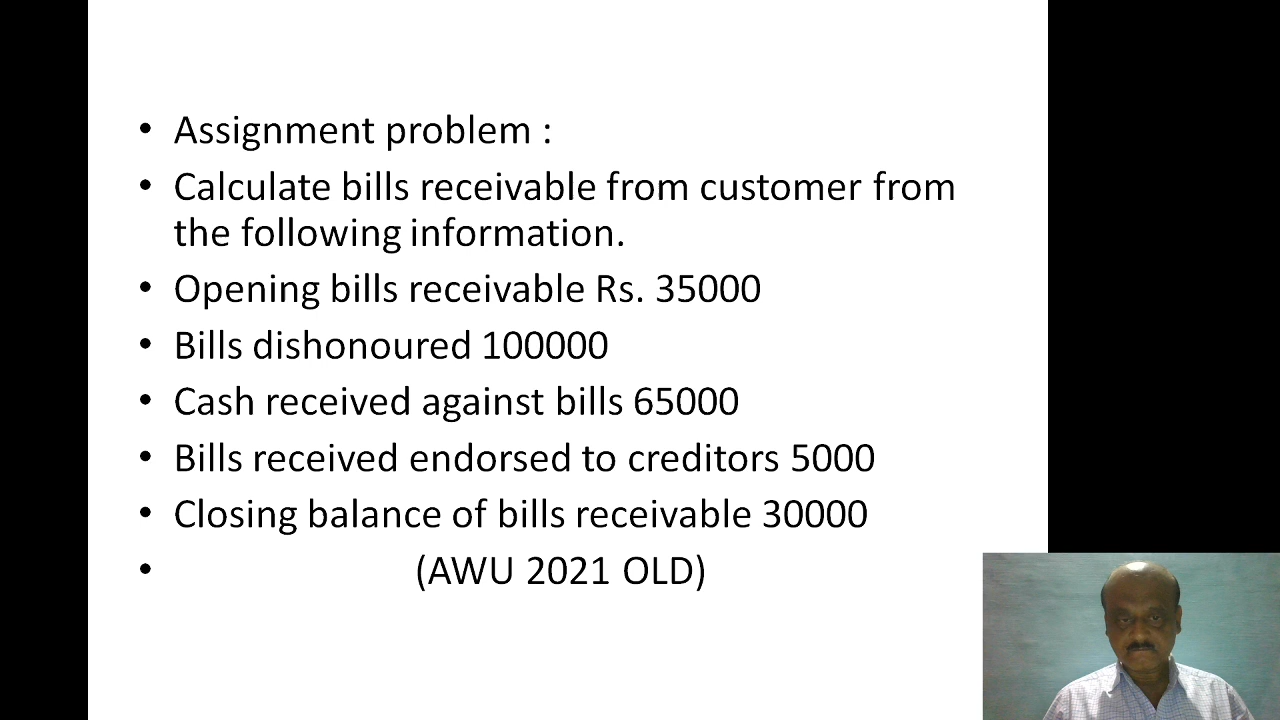 • Assignment problem :
• Calculate bills receivable from customer from
the following information.
• Opening bills receivable Rs. 35000
• Bills dishonoured 100000
• Cash received against bills 65000
• Bills received endorsed to creditors 5000
• Closing balance of bills receivable 30000
• (AWU 2021 OLD)